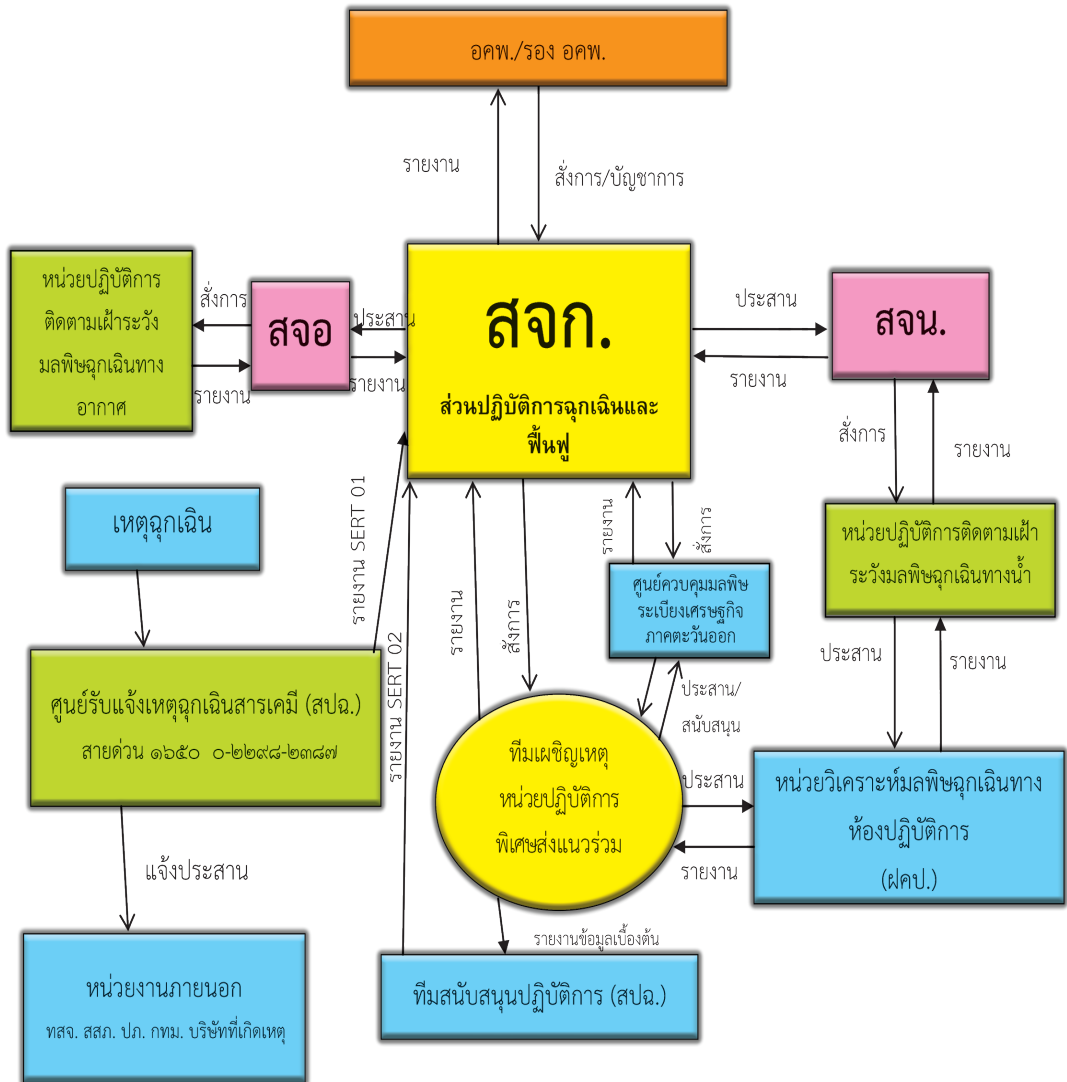 อคพ./รอง อคพ.
รายงาน
สั่งการ/บัญชาการ
หน่วยปฏิบัติการ
ติดตามเฝ้าระวัง
มลพิษฉุกเฉินทาง
อากาศ
สั่งการ
รายงาน
สจอ
ประสาน
รายงาน
สจก.
ส่วนปฏิบัติการฉุกเฉินและ
ฟื้นฟู
ประสาน
รายงาน
สจน.
สั่งการ
รายงาน
เหตุฉุกเฉิน
รายงาน SERT 01
รายงาน SERT 02
รายงาน
สั่งการ
รายงาน
สั่งการ
ศูนย์ควบคุมมลพิษ
ระเบียงเศรษฐกิจ
ภาคตะวันออก
หน่วยปฏิบัติการติดตามเฝ้า
ระวังมลพิษฉุกเฉินทางน้ำ
ประสาน
รายงาน
ศูนย์รับแจ้งเหตุฉุกเฉินสารเคมี (สปฉ.)
สายด่วน ๑๖๕๐ ๐-๒๒๙๘-๒๓๘๗
ประสาน/
สนับสนุน
ทีมเผชิญเหตุ
หน่วยปฏิบัติการ
พิเศษส่งแนวร่วม
ประสาน
รายงาน
หน่วยวิเคราะห์มลพิษฉุกเฉินทาง
ห้องปฏิบัติการ
(ฝคป.)
แจ้งประสาน
รายงานข้อมูลเบื้องต้น
หน่วยงานภายนอก
ทสจ. สสภ. ปภ. กทม. บริษัทที่เกิดเหตุ
ทีมสนับสนุนปฏิบัติการ (สปฉ.)